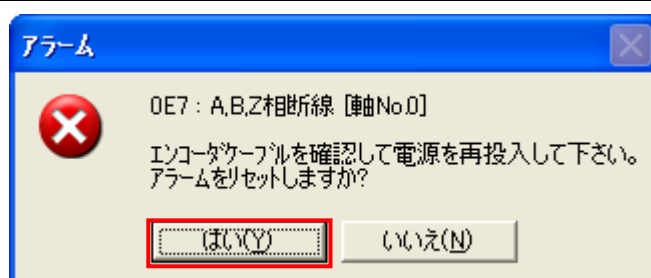 アラーム
0E7 : A,B,Z相断線 [軸No.0]
エンコーダケーブルを確認して電源を再投入して下さい。
アラームをリセットしますか?
はい(Y) いいえ(N)